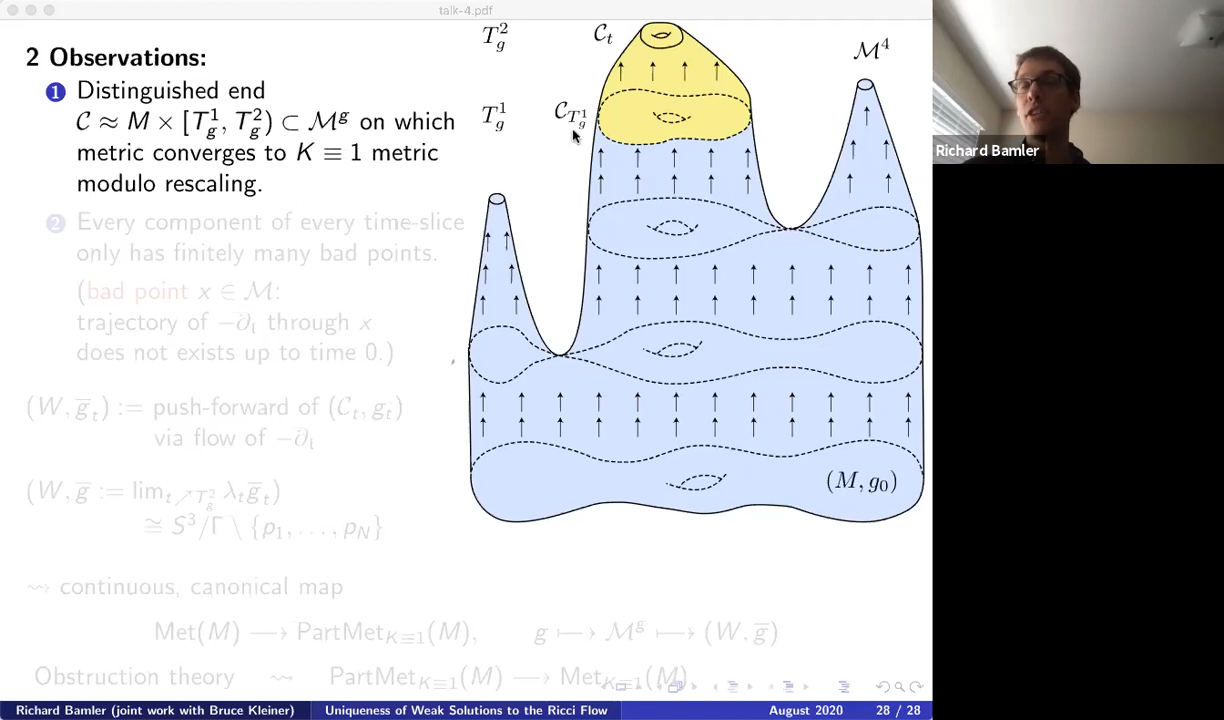 talk-4.pdf
2 Observations:
1 Distinguished end
C ≈ M × [T_g^1, T_g^2) ⊂ M^g on which
metric converges to K ≡ 1 metric
modulo rescaling.
2 Every component of every time-slice
only has finitely many bad points.
(bad point x ∈ M:
trajectory of −∂_t through x
does not exists up to time 0.)
(W, g̅_t) := push-forward of (C_t, g_t)
via flow of −∂_t
(W, g̅ := lim_{t↗T_g^2} λ_t g̅_t)
≅ S^3/Γ \ {p_1, . . . , p_N}
⇝ continuous, canonical map
Met(M) ⟶ PartMet_{K≡1}(M), g ⟼ M^g ⟼ (W, g̅)
Obstruction theory ⇝ PartMet_{K≡1}(M) ⟶ Met_{K≡1}(M).
T_g^2
C_t
M^4
T_g^1
C_{T_g^1}
(M, g_0)
Richard Bamler
Richard Bamler (joint work with Bruce Kleiner) Uniqueness of Weak Solutions to the Ricci Flow August 2020 28 / 28